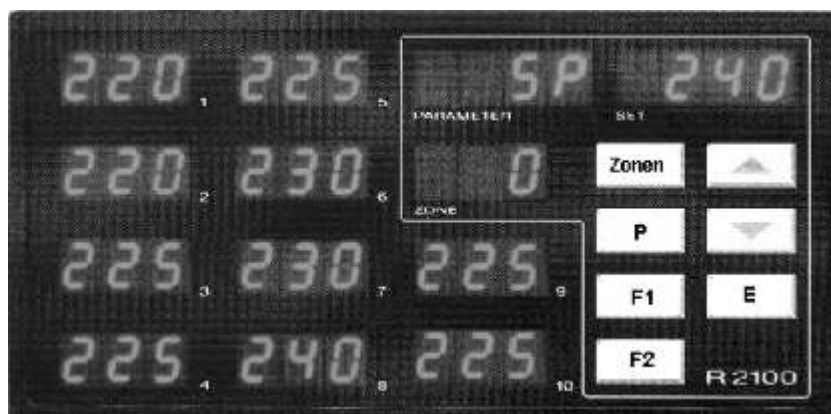 220 1 225 5 SP 240
PARAMETER SET
220 2 230 6 0 Zonen
ZONE
P
225 3 230 7 225 9
F1 E
225 4 240 8 225 10
F2
R2100